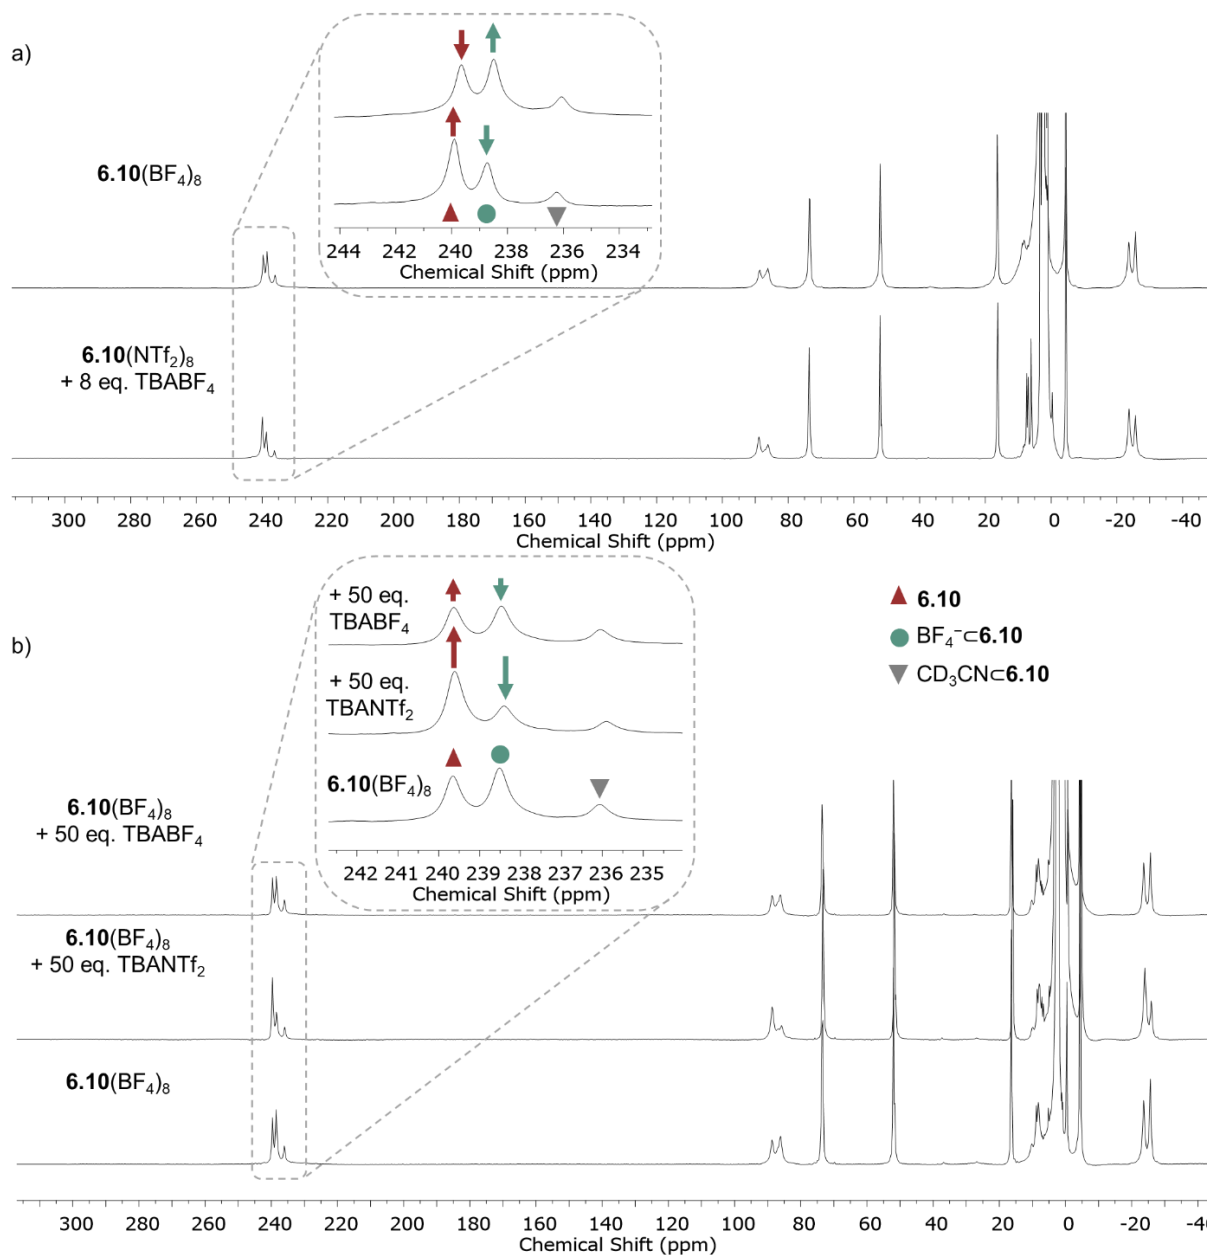 a)
6.10(BF₄)₈
244 242 240 238 236 234
Chemical Shift (ppm)
6.10(NTf₂)₈
+ 8 eq. TBABF₄
300 280 260 240 220 200 180 160 140 120 100 80 60 40 20 0 -20 -40
Chemical Shift (ppm)
b)
+ 50 eq.
TBABF₄
+ 50 eq.
TBANTf₂
6.10(BF₄)₈
242 241 240 239 238 237 236 235
Chemical Shift (ppm)
6.10
BF₄⁻⊂6.10
CD₃CN⊂6.10
6.10(BF₄)₈
+ 50 eq. TBABF₄
6.10(BF₄)₈
+ 50 eq. TBANTf₂
6.10(BF₄)₈
300 280 260 240 220 200 180 160 140 120 100 80 60 40 20 0 -20
Chemical Shift (ppm)